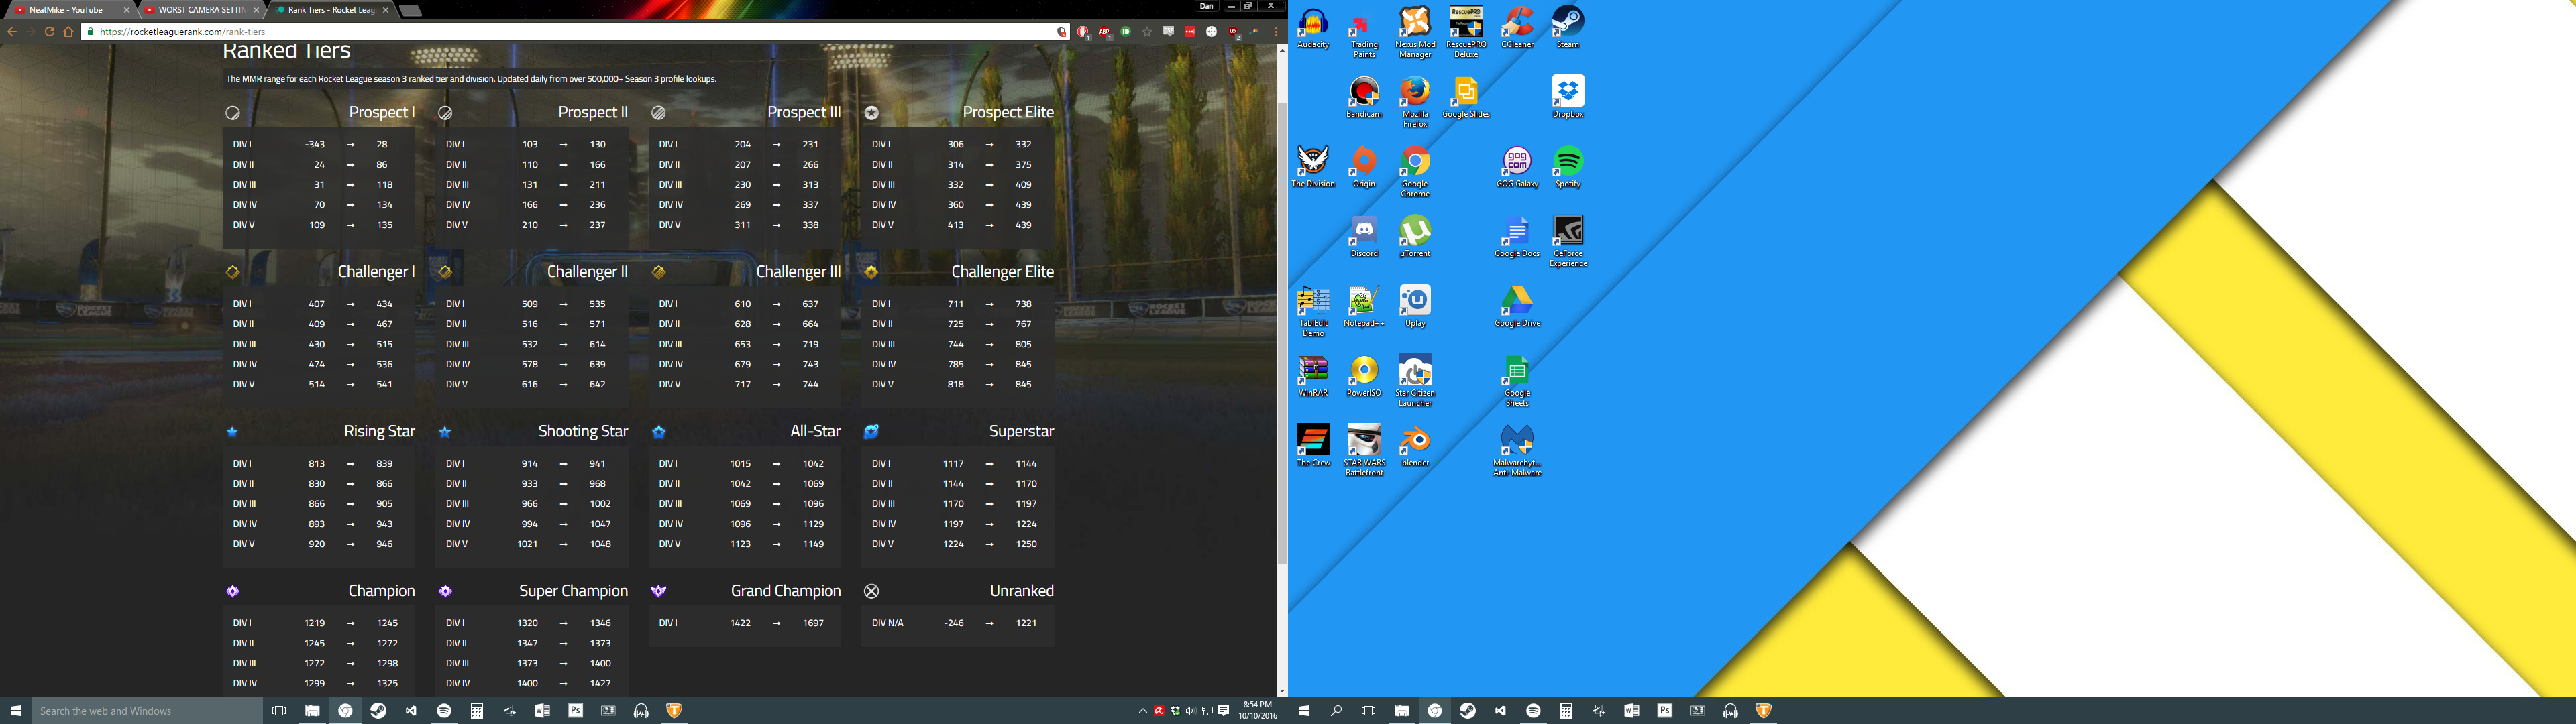 NeatMike - YouTube
WORST CAMERA SETTIN
Rank Tiers - Rocket Leag
Dan
https://rocketleaguerank.com/rank-tiers
Ranked Tiers
The MMR range for each Rocket League season 3 ranked tier and division. Updated daily from over 500,000+ Season 3 profile lookups.
Prospect I
DIV I -343 → 28
DIV II 24 → 86
DIV III 31 → 118
DIV IV 70 → 134
DIV V 109 → 135
Prospect II
DIV I 103 → 130
DIV II 110 → 166
DIV III 131 → 211
DIV IV 166 → 236
DIV V 210 → 237
Prospect III
DIV I 204 → 231
DIV II 207 → 266
DIV III 230 → 313
DIV IV 269 → 337
DIV V 311 → 338
Prospect Elite
DIV I 306 → 332
DIV II 314 → 375
DIV III 332 → 409
DIV IV 360 → 439
DIV V 413 → 439
Challenger I
DIV I 407 → 434
DIV II 409 → 467
DIV III 430 → 515
DIV IV 474 → 536
DIV V 514 → 541
Challenger II
DIV I 509 → 535
DIV II 516 → 571
DIV III 532 → 614
DIV IV 578 → 639
DIV V 616 → 642
Challenger III
DIV I 610 → 637
DIV II 628 → 664
DIV III 653 → 719
DIV IV 679 → 743
DIV V 717 → 744
Challenger Elite
DIV I 711 → 738
DIV II 725 → 767
DIV III 744 → 805
DIV IV 785 → 845
DIV V 818 → 845
Rising Star
DIV I 813 → 839
DIV II 830 → 866
DIV III 866 → 905
DIV IV 893 → 943
DIV V 920 → 946
Shooting Star
DIV I 914 → 941
DIV II 933 → 968
DIV III 966 → 1002
DIV IV 994 → 1047
DIV V 1021 → 1048
All-Star
DIV I 1015 → 1042
DIV II 1042 → 1069
DIV III 1069 → 1096
DIV IV 1096 → 1129
DIV V 1123 → 1149
Superstar
DIV I 1117 → 1144
DIV II 1144 → 1170
DIV III 1170 → 1197
DIV IV 1197 → 1224
DIV V 1224 → 1250
Champion
DIV I 1219 → 1245
DIV II 1245 → 1272
DIV III 1272 → 1298
DIV IV 1299 → 1325
Super Champion
DIV I 1320 → 1346
DIV II 1347 → 1373
DIV III 1373 → 1400
DIV IV 1400 → 1427
Grand Champion
DIV I 1422 → 1697
Unranked
DIV N/A -246 → 1221
Search the web and Windows
8:54 PM
10/10/2016
Audacity
Trading
Paints
Nexus Mod
Manager
RescuePRO
Deluxe
CCleaner
Steam
Bandicam
Mozilla
Firefox
Google Slides
Dropbox
The Division
Origin
Google
Chrome
GOG Galaxy
Spotify
Discord
µTorrent
Google Docs
GeForce
Experience
TablEdit
Demo
Notepad++
Uplay
Google Drive
WinRAR
PowerISO
Star Citizen
Launcher
Google
Sheets
The Crew
STAR WARS
Battlefront
blender
Malwarebyt...
Anti-Malware